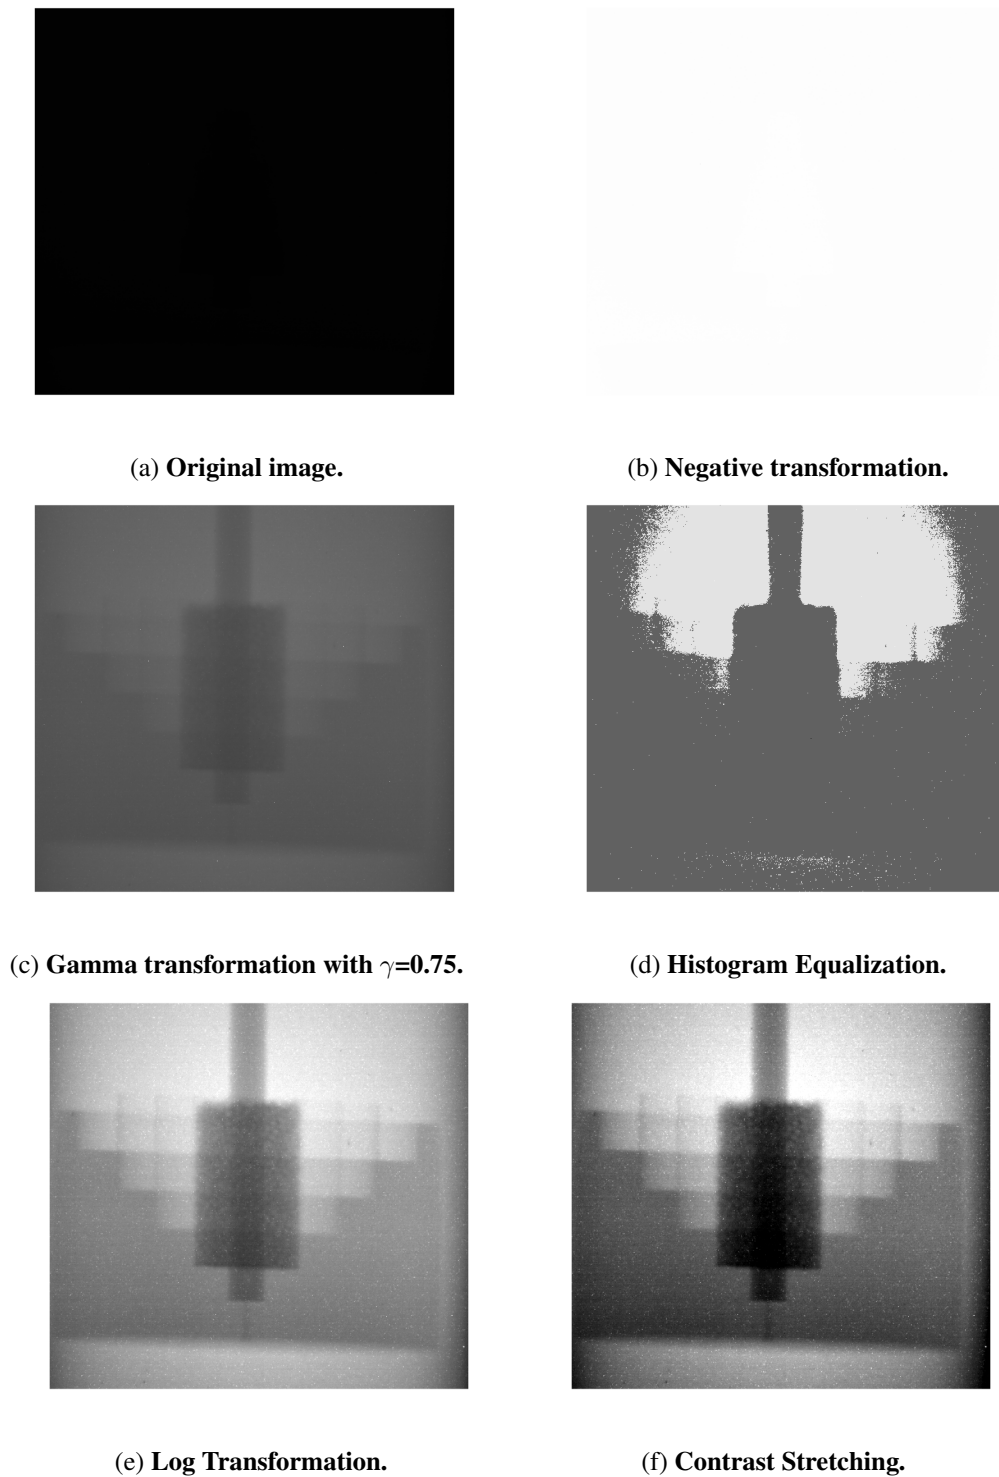 (a) Original image.
(b) Negative transformation.
(c) Gamma transformation with γ=0.75.
(d) Histogram Equalization.
(e) Log Transformation.
(f) Contrast Stretching.